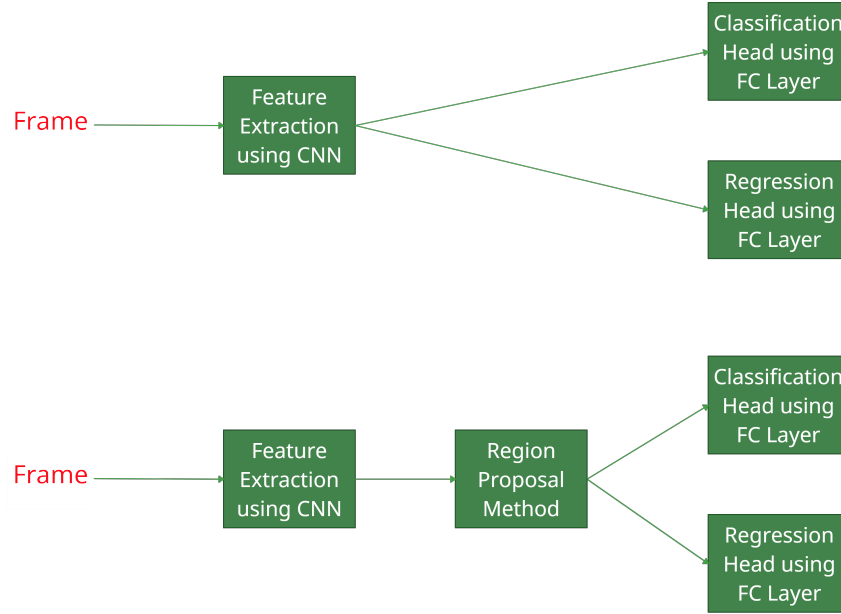 Frame
Feature
Extraction
using CNN
Classification
Head using
FC Layer
Regression
Head using
FC Layer
Frame
Feature
Extraction
using CNN
Region
Proposal
Method
Classification
Head using
FC Layer
Regression
Head using
FC Layer